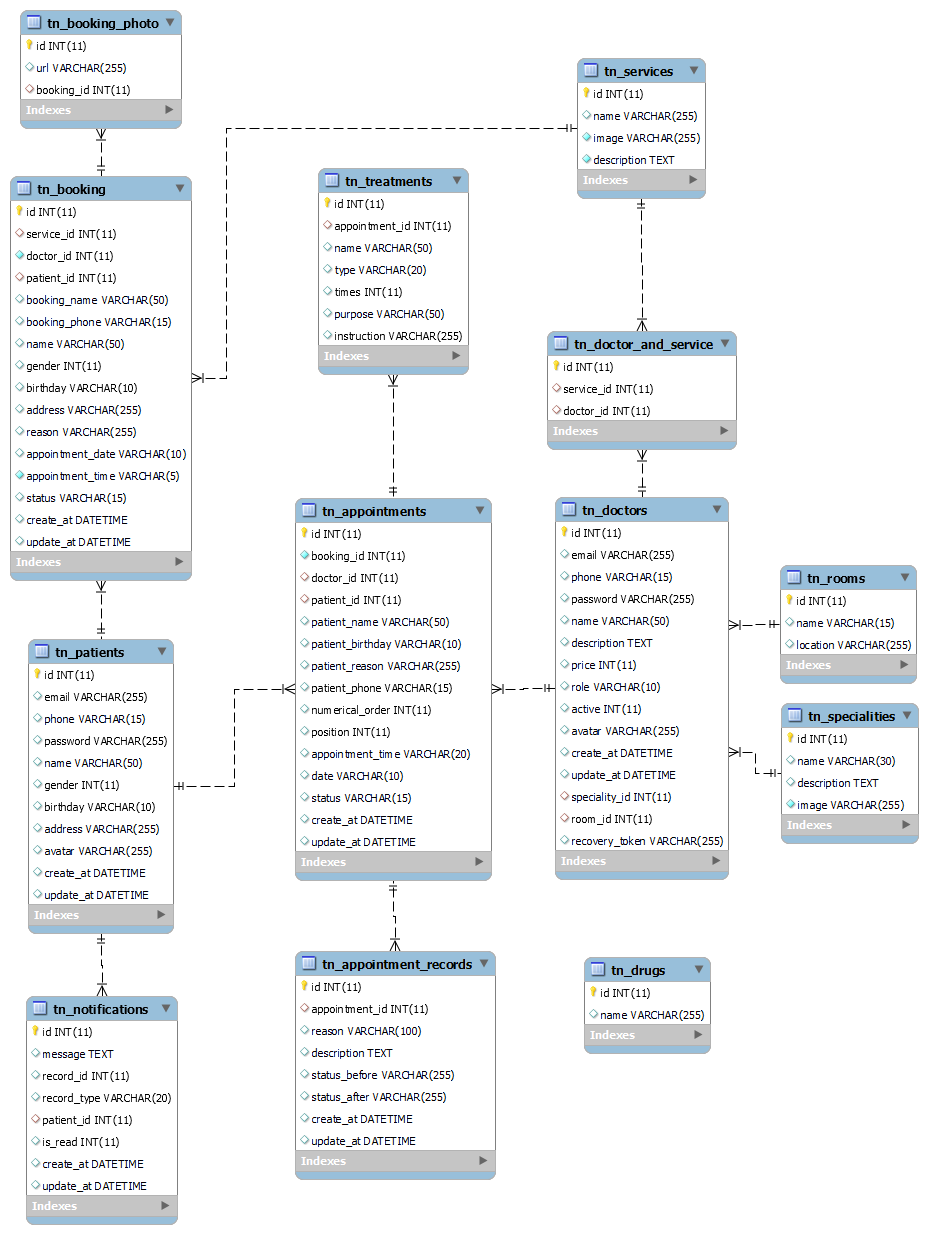 tn_booking_photo
id INT(11)
url VARCHAR(255)
booking_id INT(11)
Indexes
tn_services
id INT(11)
name VARCHAR(255)
image VARCHAR(255)
description TEXT
Indexes
tn_booking
id INT(11)
service_id INT(11)
doctor_id INT(11)
patient_id INT(11)
booking_name VARCHAR(50)
booking_phone VARCHAR(15)
name VARCHAR(50)
gender INT(11)
birthday VARCHAR(10)
address VARCHAR(255)
reason VARCHAR(255)
appointment_date VARCHAR(10)
appointment_time VARCHAR(5)
status VARCHAR(15)
create_at DATETIME
update_at DATETIME
Indexes
tn_treatments
id INT(11)
appointment_id INT(11)
name VARCHAR(50)
type VARCHAR(20)
times INT(11)
purpose VARCHAR(50)
instruction VARCHAR(255)
Indexes
tn_doctor_and_service
id INT(11)
service_id INT(11)
doctor_id INT(11)
Indexes
tn_appointments
id INT(11)
booking_id INT(11)
doctor_id INT(11)
patient_id INT(11)
patient_name VARCHAR(50)
patient_birthday VARCHAR(10)
patient_reason VARCHAR(255)
patient_phone VARCHAR(15)
numerical_order INT(11)
position INT(11)
appointment_time VARCHAR(20)
date VARCHAR(10)
status VARCHAR(15)
create_at DATETIME
update_at DATETIME
Indexes
tn_doctors
id INT(11)
email VARCHAR(255)
phone VARCHAR(15)
password VARCHAR(255)
name VARCHAR(50)
description TEXT
price INT(11)
role VARCHAR(10)
active INT(11)
avatar VARCHAR(255)
create_at DATETIME
update_at DATETIME
speciality_id INT(11)
room_id INT(11)
recovery_token VARCHAR(255)
Indexes
tn_rooms
id INT(11)
name VARCHAR(15)
location VARCHAR(255)
Indexes
tn_specialities
id INT(11)
name VARCHAR(30)
description TEXT
image VARCHAR(255)
Indexes
tn_patients
id INT(11)
email VARCHAR(255)
phone VARCHAR(15)
password VARCHAR(255)
name VARCHAR(50)
gender INT(11)
birthday VARCHAR(10)
address VARCHAR(255)
avatar VARCHAR(255)
create_at DATETIME
update_at DATETIME
Indexes
tn_notifications
id INT(11)
message TEXT
record_id INT(11)
record_type VARCHAR(20)
patient_id INT(11)
is_read INT(11)
create_at DATETIME
update_at DATETIME
Indexes
tn_appointment_records
id INT(11)
appointment_id INT(11)
reason VARCHAR(100)
description TEXT
status_before VARCHAR(255)
status_after VARCHAR(255)
create_at DATETIME
update_at DATETIME
Indexes
tn_drugs
id INT(11)
name VARCHAR(255)
Indexes